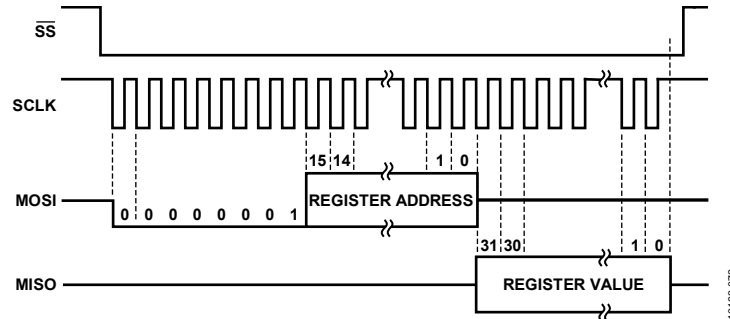 SS
SCLK
15 14 1 0
MOSI REGISTER ADDRESS
0 0 0 0 0 0 0 1
31 30 1 0
MISO REGISTER VALUE